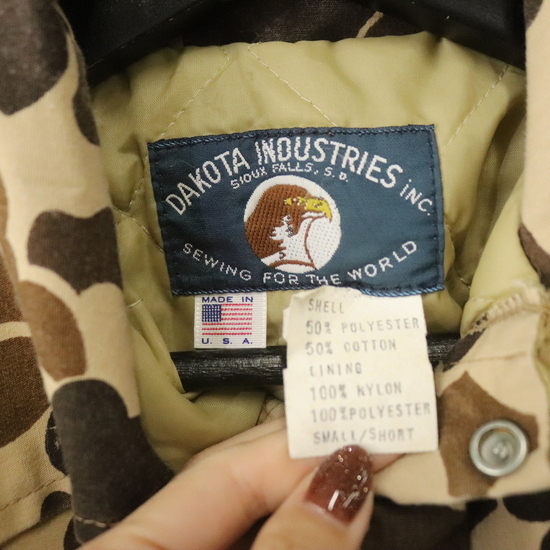 DAKOTA INDUSTRIES INC.
SIOUX FALLS, S.D.
SEWING FOR THE WORLD
MADE IN
U.S.A.
SHELL
50% POLYESTER
50% COTTON
LINING
100% NYLON
100%POLYESTER
SMALL/SHORT